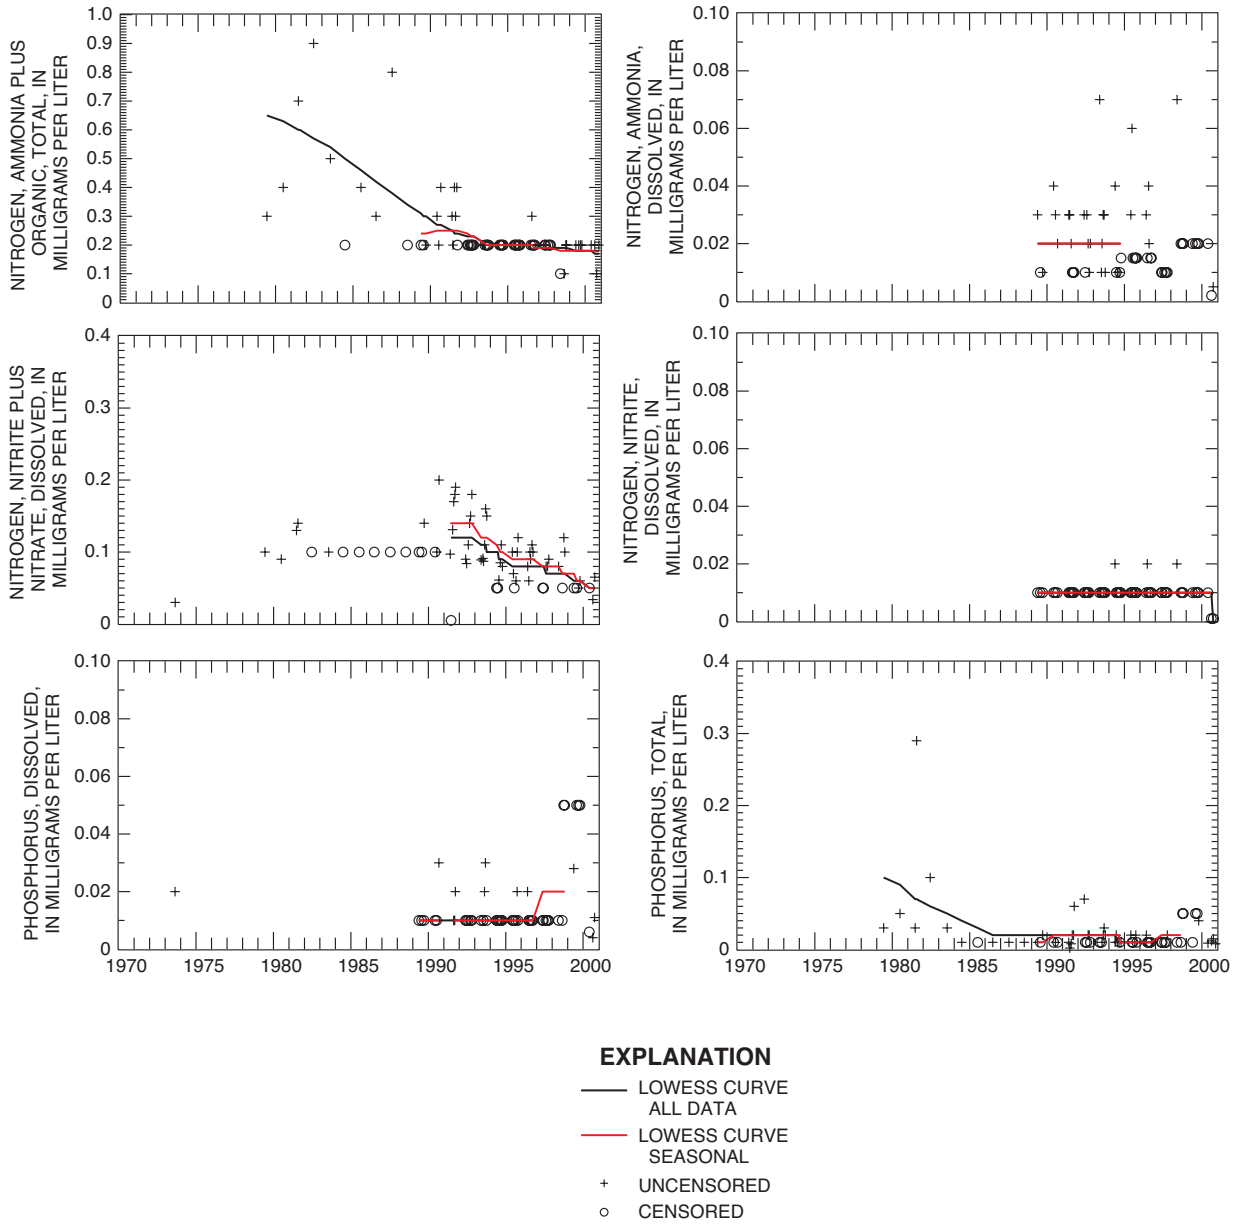 NITROGEN, AMMONIA PLUS
ORGANIC, TOTAL, IN
MILLIGRAMS PER LITER
1.0
0.9
0.8
0.7
0.6
0.5
0.4
0.3
0.2
0.1
0
NITROGEN, AMMONIA,
DISSOLVED, IN
MILLIGRAMS PER LITER
0.10
0.08
0.06
0.04
0.02
0
NITROGEN, NITRITE PLUS
NITRATE, DISSOLVED, IN
MILLIGRAMS PER LITER
0.4
0.3
0.2
0.1
0
NITROGEN, NITRITE,
DISSOLVED, IN
MILLIGRAMS PER LITER
0.10
0.08
0.06
0.04
0.02
0
PHOSPHORUS, DISSOLVED,
IN MILLIGRAMS PER LITER
0.10
0.08
0.06
0.04
0.02
0
1970 1975 1980 1985 1990 1995 2000
PHOSPHORUS, TOTAL,
IN MILLIGRAMS PER LITER
0.4
0.3
0.2
0.1
0
1970 1975 1980 1985 1990 1995 2000
EXPLANATION
LOWESS CURVE
ALL DATA
LOWESS CURVE
SEASONAL
UNCENSORED
CENSORED